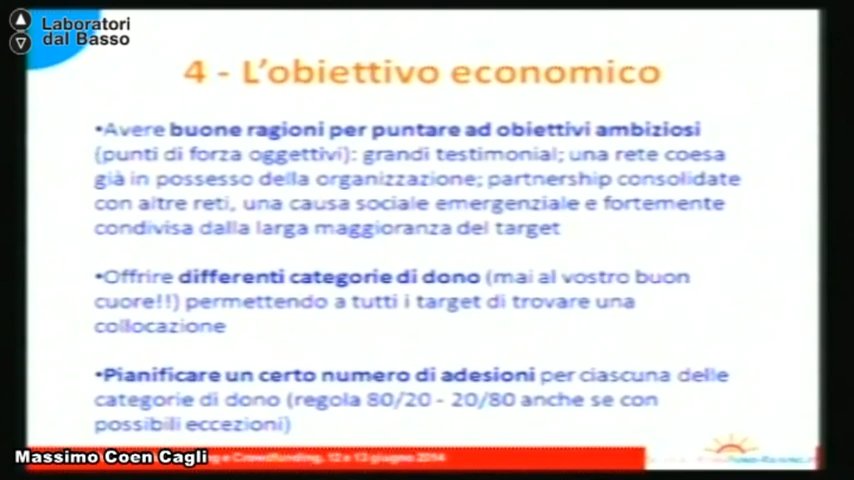 Laboratori
dal Basso
4 - L'obiettivo economico
•Avere buone ragioni per puntare ad obiettivi ambiziosi
(punti di forza oggettivi): grandi testimonial; una rete coesa
già in possesso della organizzazione; partnership consolidate
con altre reti, una causa sociale emergenziale e fortemente
condivisa dalla larga maggioranza del target
•Offrire differenti categorie di dono (mai al vostro buon
cuore!!) permettendo a tutti i target di trovare una
collocazione
•Pianificare un certo numero di adesioni per ciascuna delle
categorie di dono (regola 80/20 - 20/80 anche se con
possibili eccezioni)
Massimo Coen Cagli
e Crowdfunding, 12 e 13 giugno 2014